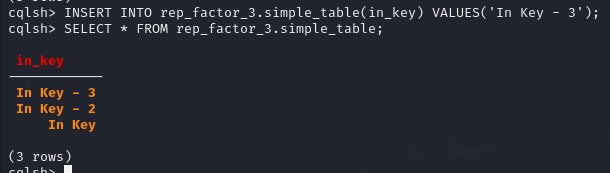 cqlsh> INSERT INTO rep_factor_3.simple_table(in_key) VALUES('In Key - 3');
cqlsh> SELECT * FROM rep_factor_3.simple_table;
in_key
------------
In Key - 3
In Key - 2
In Key
(3 rows)
cqlsh>